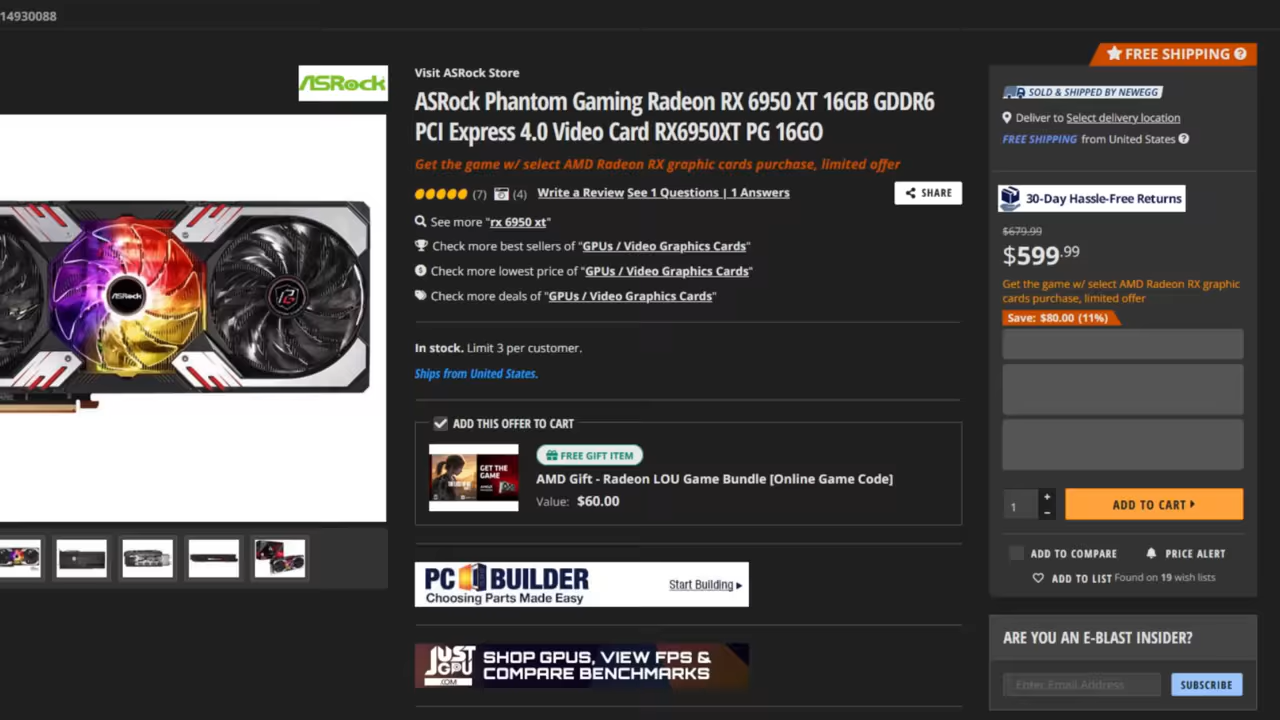 14930088
ASRock
Visit ASRock Store
ASRock Phantom Gaming Radeon RX 6950 XT 16GB GDDR6
PCI Express 4.0 Video Card RX6950XT PG 16GO
Get the game w/ select AMD Radeon RX graphic cards purchase, limited offer
(7) (4) Write a Review See 1 Questions | 1 Answers
SHARE
See more "rx 6950 xt"
Check more best sellers of "GPUs / Video Graphics Cards"
Check more lowest price of "GPUs / Video Graphics Cards"
Check more deals of "GPUs / Video Graphics Cards"
In stock. Limit 3 per customer.
Ships from United States.
ADD THIS OFFER TO CART
GET THE
GAME
FREE GIFT ITEM
AMD Gift - Radeon LOU Game Bundle [Online Game Code]
Value: $60.00
PC BUILDER
Choosing Parts Made Easy
Start Building
JUST
GPU
.COM
SHOP GPUS, VIEW FPS &
COMPARE BENCHMARKS
ASRock
FREE SHIPPING ?
SOLD & SHIPPED BY NEWEGG
Deliver to Select delivery location
FREE SHIPPING from United States ?
30-Day Hassle-Free Returns
$679.99
$599.99
Get the game w/ select AMD Radeon RX graphic
cards purchase, limited offer
Save: $80.00 (11%)
1
+
−
ADD TO CART
ADD TO COMPARE
PRICE ALERT
ADD TO LIST Found on 19 wish lists
ARE YOU AN E-BLAST INSIDER?
Enter Email Address
SUBSCRIBE